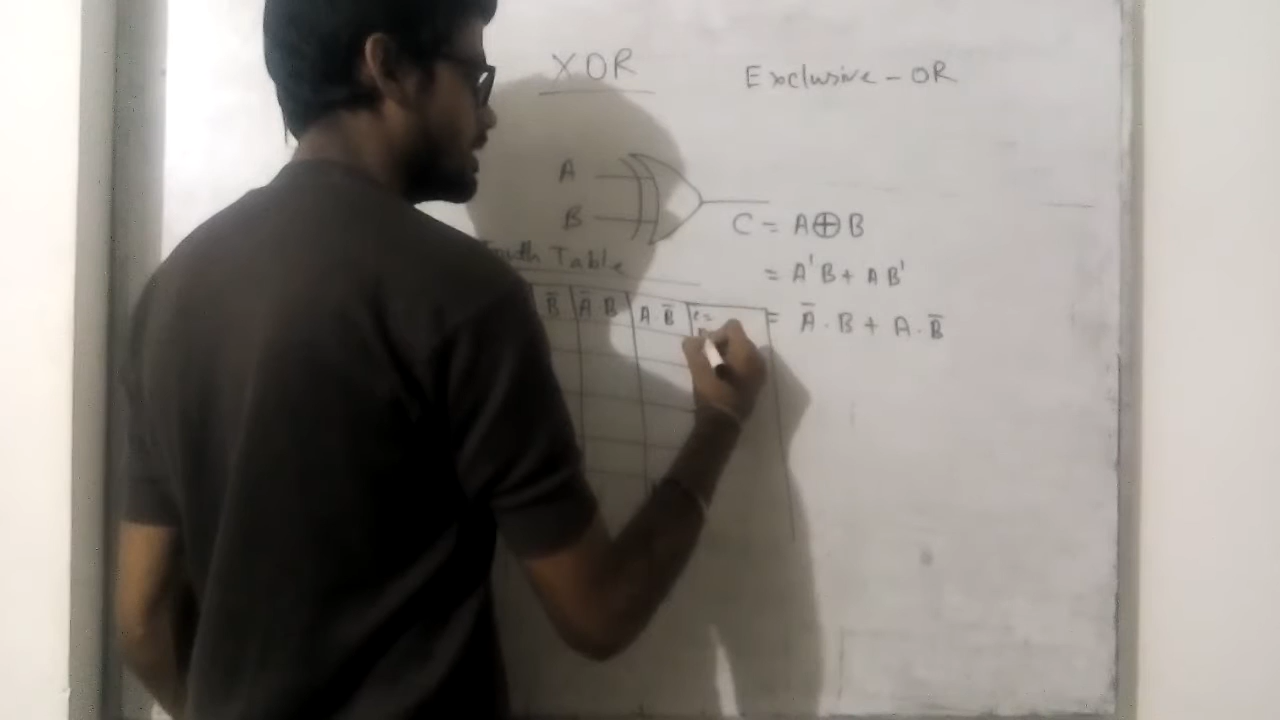 XOR
Exclusive - OR
A
B
C = A⊕B
= A'B + AB'
= A̅ . B + A . B̅
Truth Table
B̅ | A̅ B | A B̅ | C =